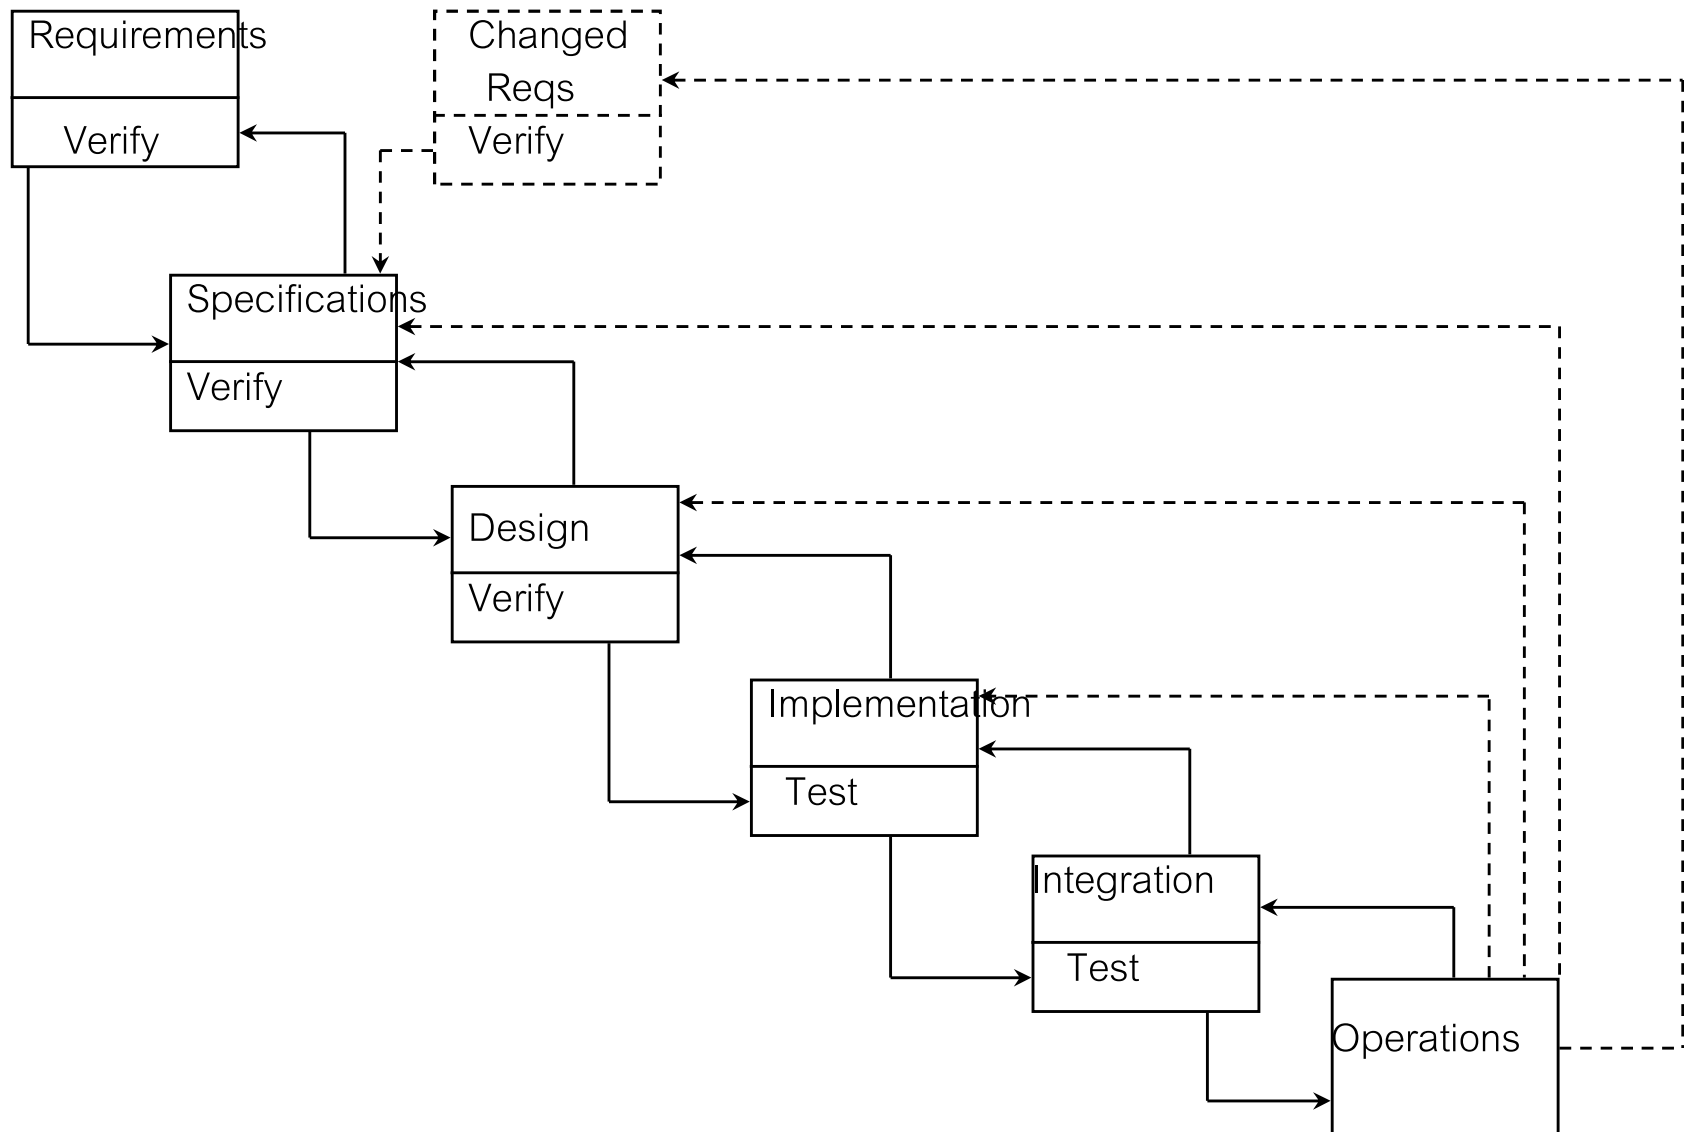 Requirements
Verify
Changed
Reqs
Verify
Specifications
Verify
Design
Verify
Implementation
Test
Integration
Test
Operations